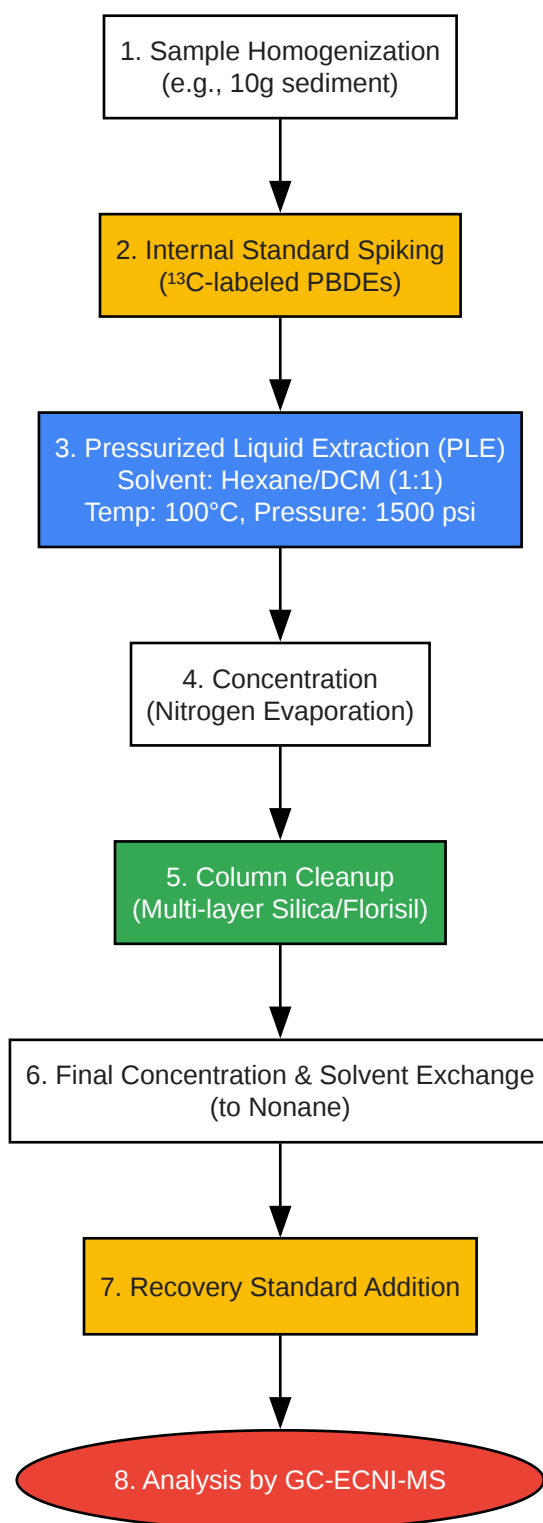 1. Sample Homogenization
(e.g., 10g sediment)
2. Internal Standard Spiking
(¹³C-labeled PBDEs)
3. Pressurized Liquid Extraction (PLE)
Solvent: Hexane/DCM (1:1)
Temp: 100°C, Pressure: 1500 psi
4. Concentration
(Nitrogen Evaporation)
5. Column Cleanup
(Multi-layer Silica/Florisil)
6. Final Concentration & Solvent Exchange
(to Nonane)
7. Recovery Standard Addition
8. Analysis by GC-ECNI-MS